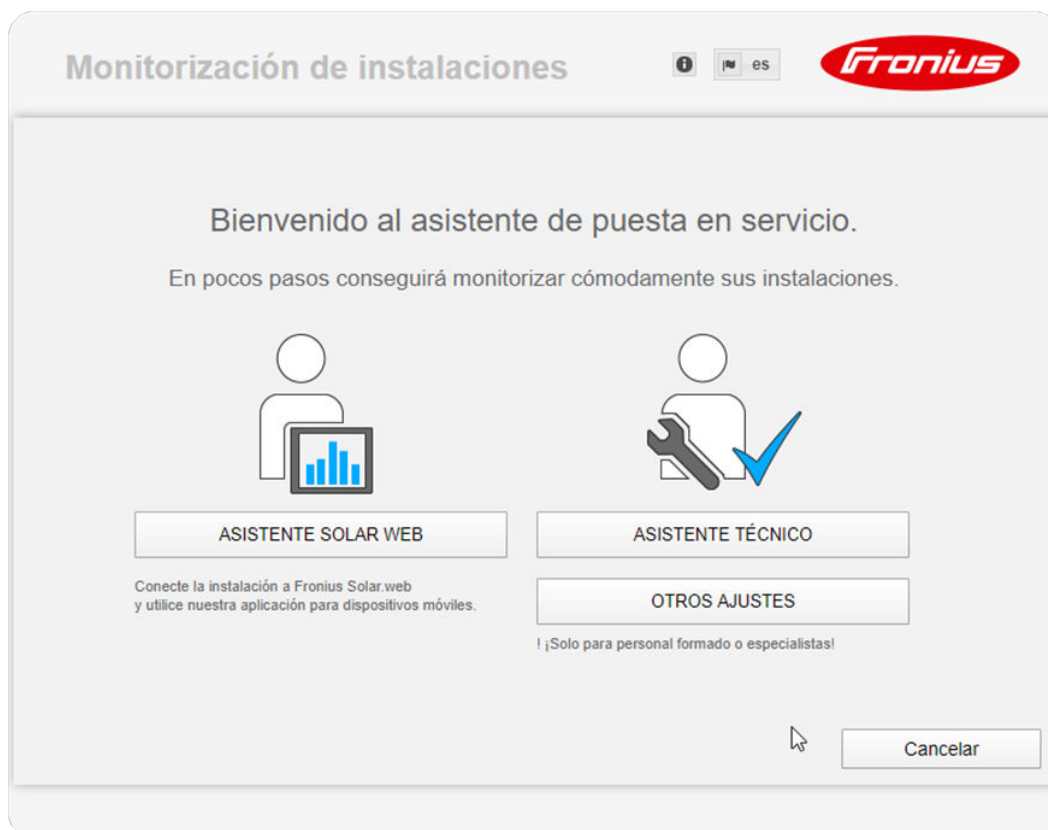 Monitorización de instalaciones
es
Fronius
Bienvenido al asistente de puesta en servicio.
En pocos pasos conseguirá monitorizar cómodamente sus instalaciones.
ASISTENTE SOLAR WEB
Conecte la instalación a Fronius Solar.web
y utilice nuestra aplicación para dispositivos móviles.
ASISTENTE TÉCNICO
OTROS AJUSTES
! ¡Solo para personal formado o especialistas!
Cancelar